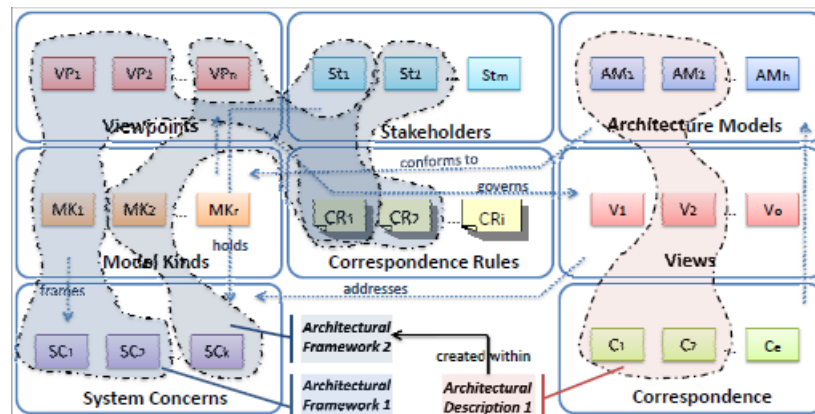 VP1 VP2 ... VPn
St1 St2 ... Stm
AM1 AM2 ... AMh
Viewpoints
Stakeholders
Architecture Models
conforms to
governs
MK1 MK2 ... MKr
CR1 CR2 ... CRi
V1 V2 ... Vo
holds
Model Kinds
Correspondence Rules
Views
frames
addresses
SC1 SC2 ... SCk
Architectural
Framework 2
created within
C1 C2 ... Ce
Architectural
Framework 1
Architectural
Description 1
System Concerns
Correspondence